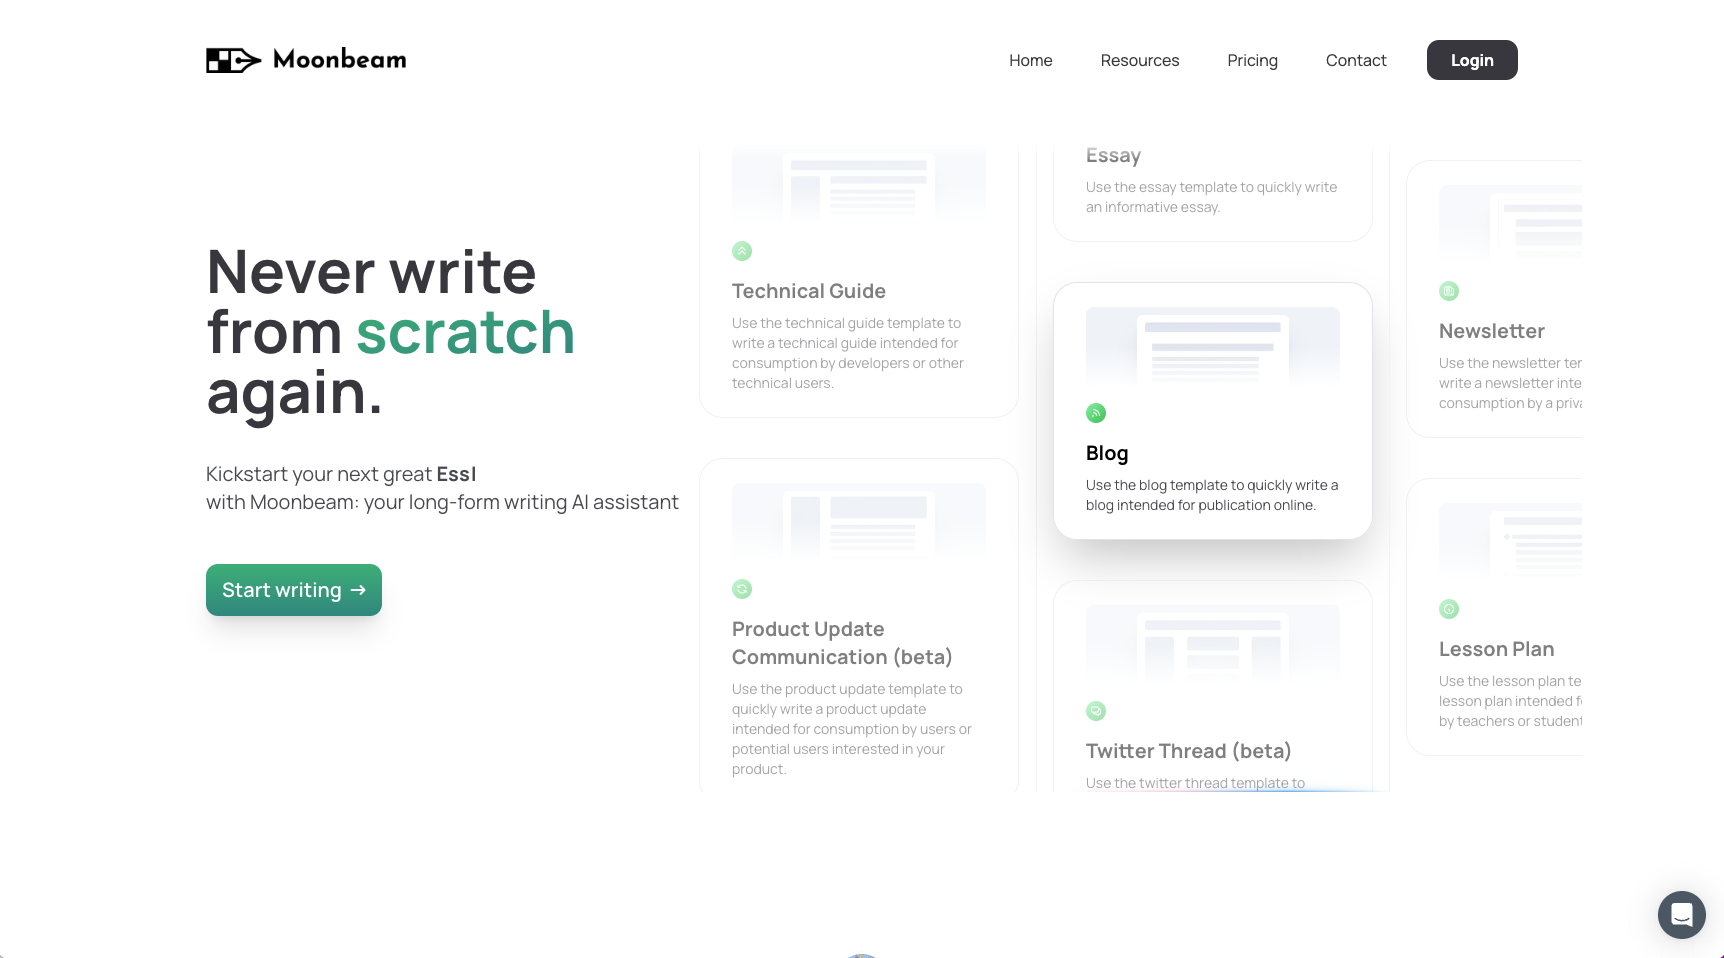 Moonbeam
Home
Resources
Pricing
Contact
Login
Never write
from scratch
again.
Kickstart your next great Essl
with Moonbeam: your long-form writing AI assistant
Start writing →
Technical Guide
Use the technical guide template to
write a technical guide intended for
consumption by developers or other
technical users.
Product Update
Communication (beta)
Use the product update template to
quickly write a product update
intended for consumption by users or
potential users interested in your
product.
Essay
Use the essay template to quickly write
an informative essay.
Blog
Use the blog template to quickly write a
blog intended for publication online.
Twitter Thread (beta)
Use the twitter thread template to
Newsletter
Use the newsletter
write a newsletter
consumption by a
Lesson Plan
Use the lesson plan
lesson plan intended
by teachers or